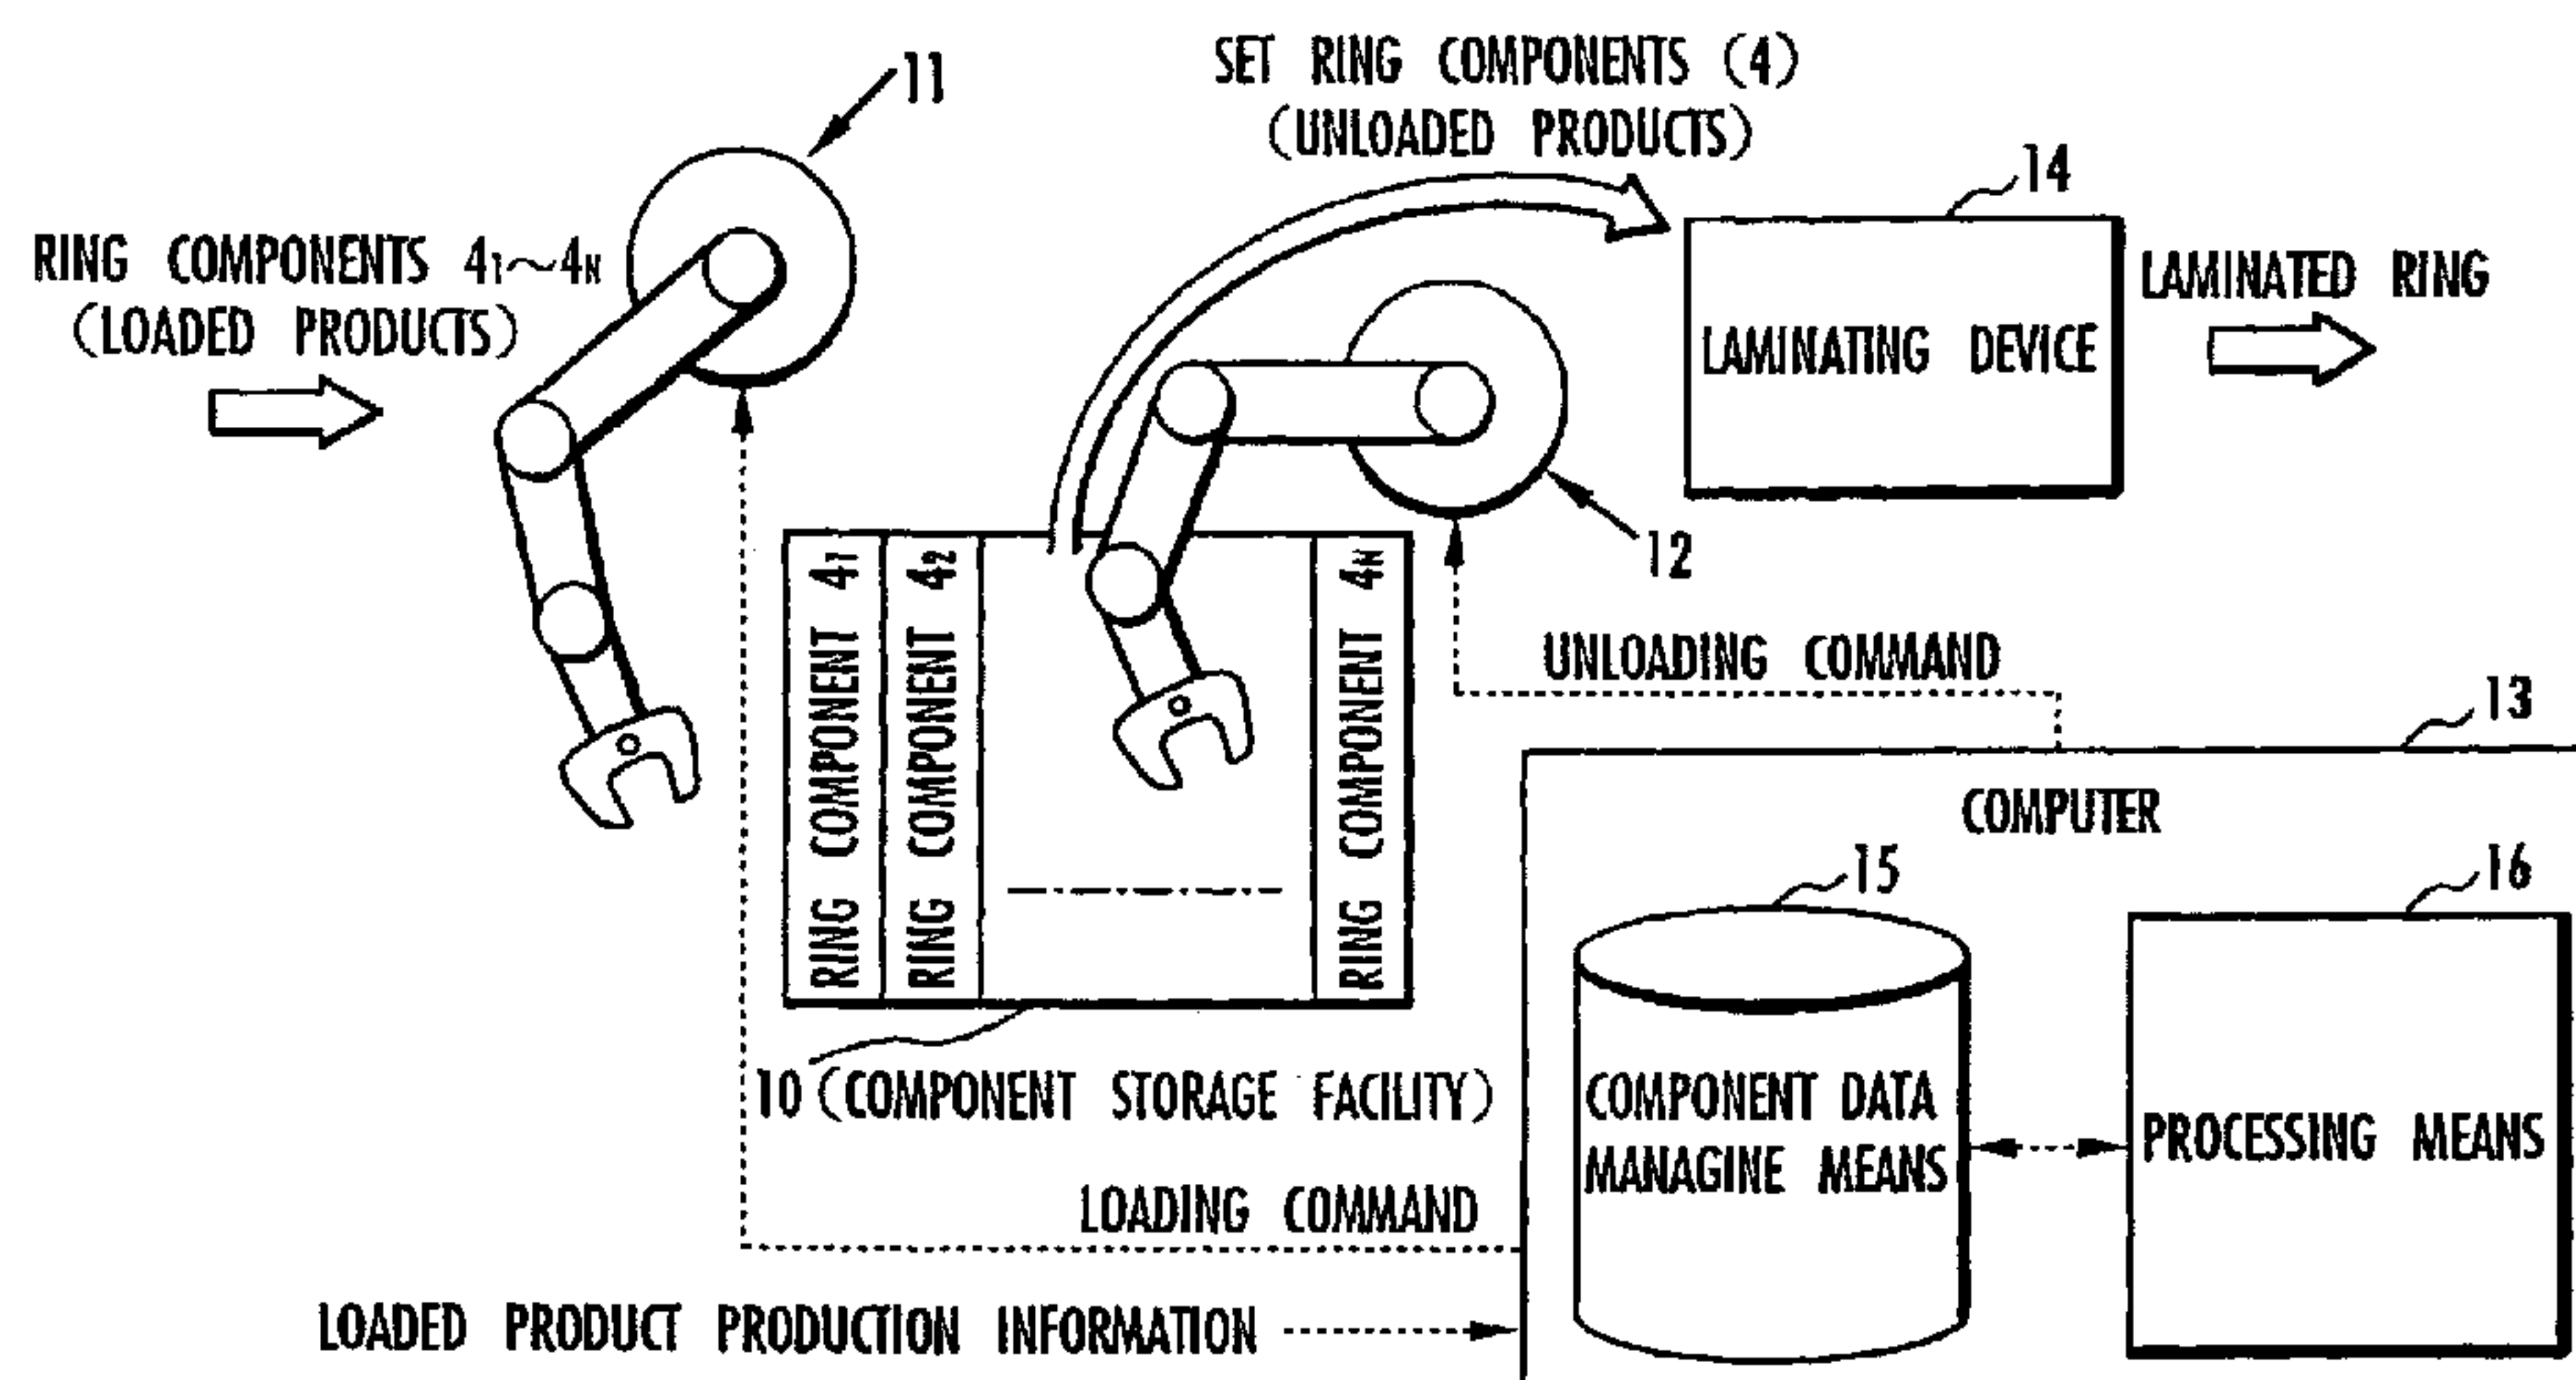 11
SET RING COMPONENTS (4)
(UNLOADED PRODUCTS)
14
RING COMPONENTS 4₁~4N
(LOADED PRODUCTS)
LAMINATING DEVICE
LAMINATED RING
12
RING COMPONENT 4₁
RING COMPONENT 4₂
RING COMPONENT 4N
UNLOADING COMMAND
13
COMPUTER
15
16
10 (COMPONENT STORAGE FACILITY)
COMPONENT DATA
MANAGINE MEANS
PROCESSING MEANS
LOADING COMMAND
LOADED PRODUCT PRODUCTION INFORMATION